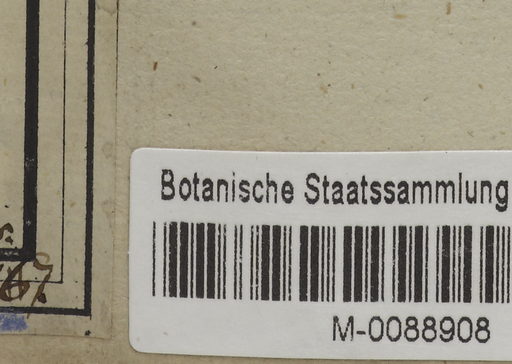 Botanische Staatssammlung
M-0088908